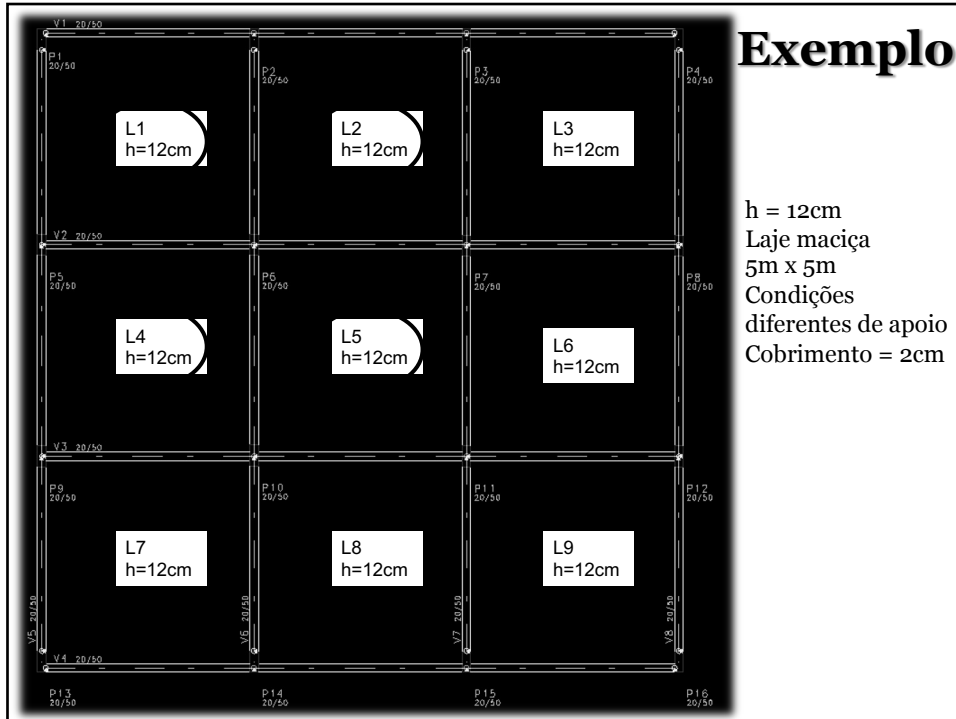 Exemplo
V1 20/50
P1
20/50
P2
20/50
P3
20/50
P4
20/50
L1
h=12cm
L2
h=12cm
L3
h=12cm
h = 12cm
Laje maciça
5m x 5m
Condições
diferentes de apoio
Cobrimento = 2cm
V2 20/50
P5
20/50
P6
20/50
P7
20/50
P8
20/50
L4
h=12cm
L5
h=12cm
L6
h=12cm
V3 20/50
P9
20/50
P10
20/50
P11
20/50
P12
20/50
L7
h=12cm
L8
h=12cm
L9
h=12cm
V5 20/50
V6 20/50
V7 20/50
V8 20/50
V4 20/50
P13
20/50
P14
20/50
P15
20/50
P16
20/50